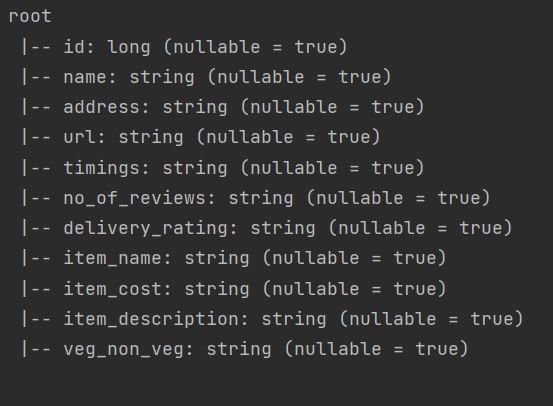 root
 |-- id: long (nullable = true)
 |-- name: string (nullable = true)
 |-- address: string (nullable = true)
 |-- url: string (nullable = true)
 |-- timings: string (nullable = true)
 |-- no_of_reviews: string (nullable = true)
 |-- delivery_rating: string (nullable = true)
 |-- item_name: string (nullable = true)
 |-- item_cost: string (nullable = true)
 |-- item_description: string (nullable = true)
 |-- veg_non_veg: string (nullable = true)